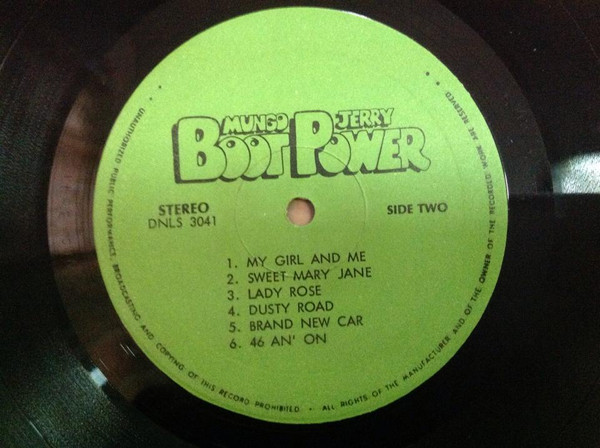 MUNGO JERRY
BOOT POWER
STEREO
DNLS 3041
SIDE TWO
1. MY GIRL AND ME
2. SWEET MARY JANE
3. LADY ROSE
4. DUSTY ROAD
5. BRAND NEW CAR
6. 46 AN' ON
UNAUTHORIZED PUBLIC PERFORMANCE, BROADCASTING AND COPYING OF THIS RECORD PROHIBITED • ALL RIGHTS OF THE MANUFACTURER AND OF THE OWNER OF THE RECORDED WORK ARE RESERVED